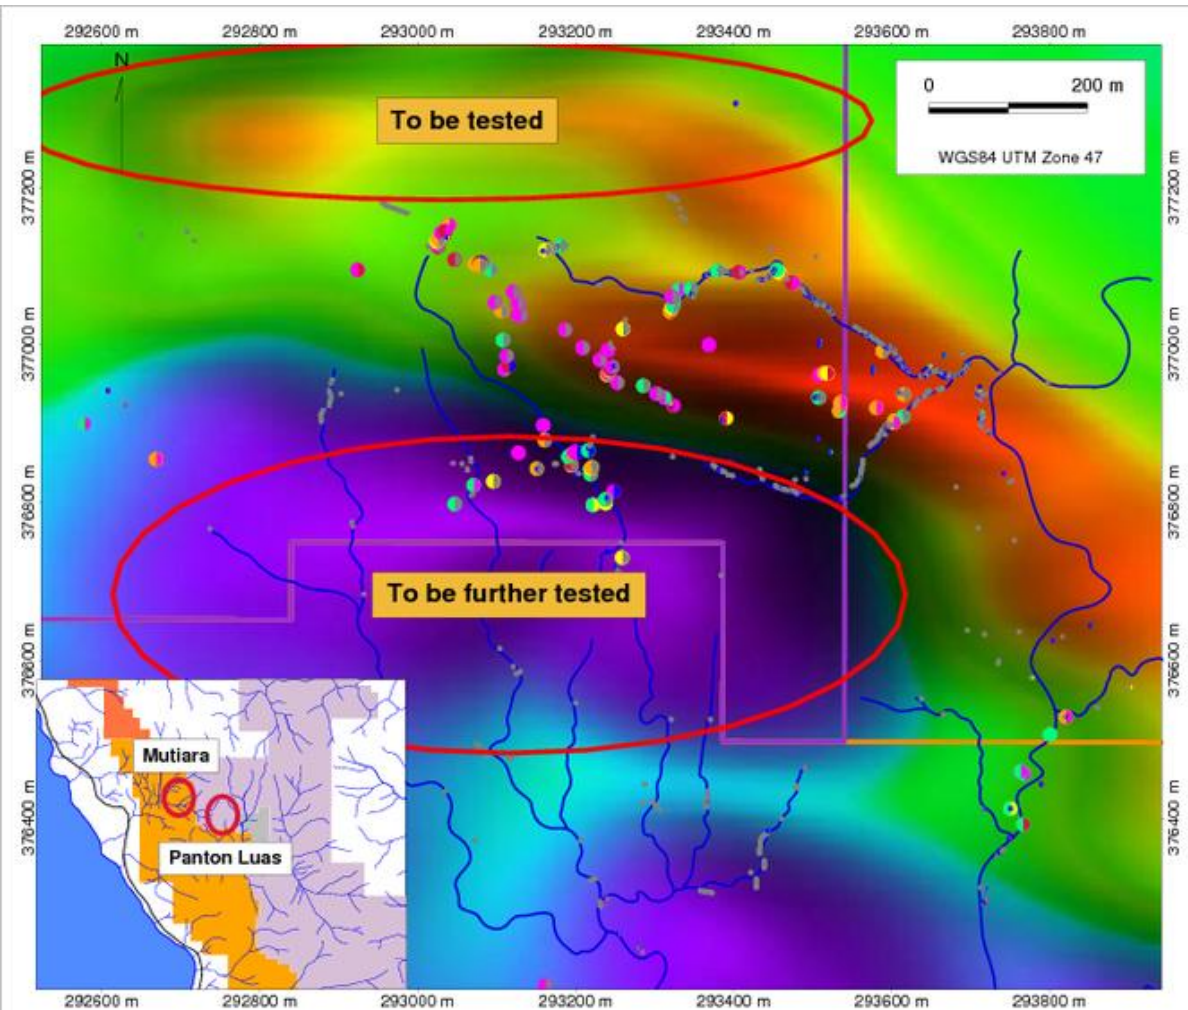 292600 m 292800 m 293000 m 293200 m 293400 m 293600 m 293800 m
N
To be tested
0 200 m
WGS84 UTM Zone 47
377200 m
377200 m
377000 m
377000 m
376800 m
376800 m
To be further tested
376600 m
376600 m
Mutiara
Panton Luas
376400 m
376400 m
292600 m 292800 m 293000 m 293200 m 293400 m 293600 m 293800 m